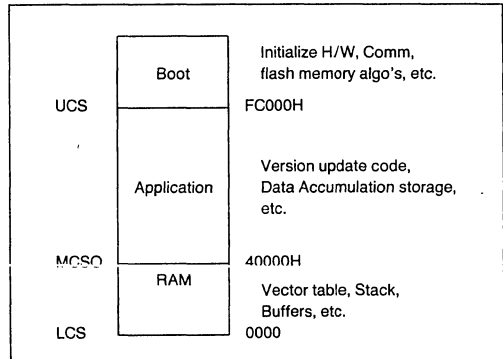 Boot
Initialize H/W, Comm,
flash memory algo's, etc.
UCS
FC000H
Application
Version update code,
Data Accumulation storage,
etc.
MCSO
40000H
RAM
Vector table, Stack,
Buffers, etc.
LCS
0000